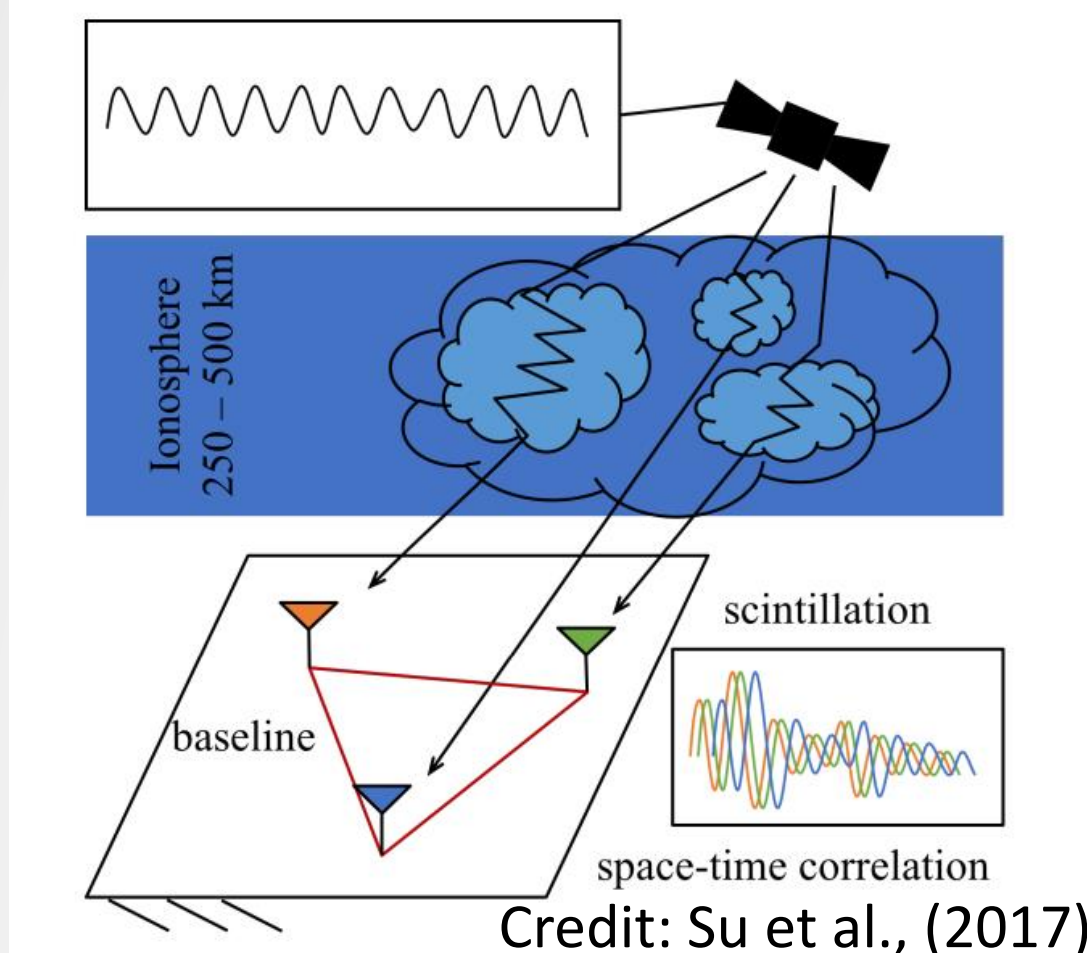 Ionosphere
250 – 500 km
scintillation
baseline
space-time correlation
Credit: Su et al., (2017)